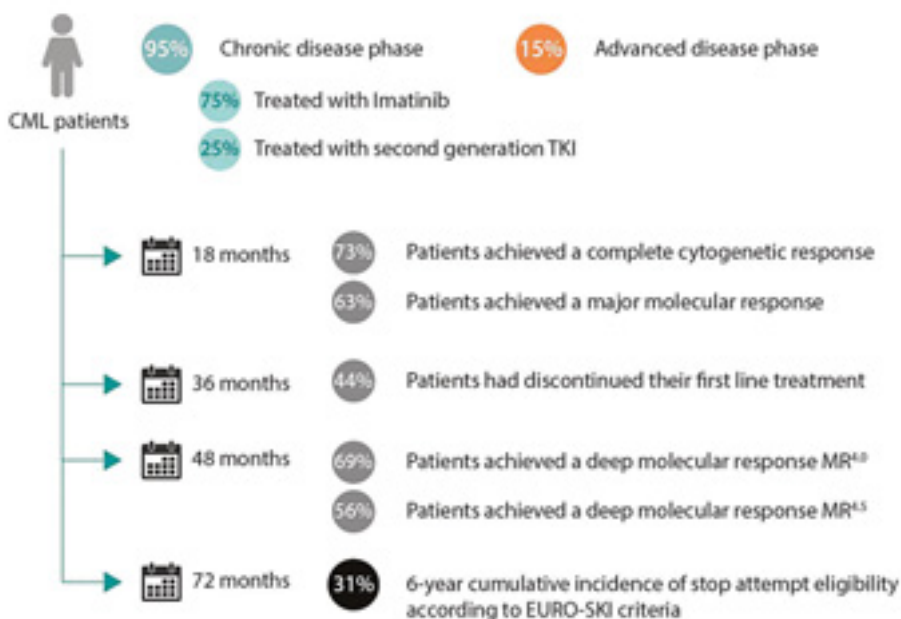 95% Chronic disease phase 15% Advanced disease phase
75% Treated with Imatinib
CML patients
25% Treated with second generation TKI
18 months 73% Patients achieved a complete cytogenetic response
63% Patients achieved a major molecular response
36 months 44% Patients had discontinued their first line treatment
48 months 69% Patients achieved a deep molecular response MR⁴·⁰
56% Patients achieved a deep molecular response MR⁴·⁵
72 months 31% 6-year cumulative incidence of stop attempt eligibility
according to EURO-SKI criteria